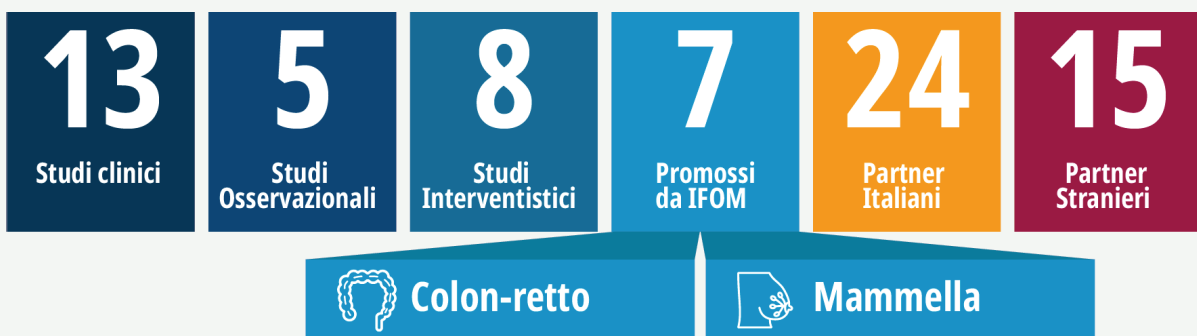 13
Studi clinici
5
Studi
Osservazionali
8
Studi
Interventistici
7
Promossi
da IFOM
24
Partner
Italiani
15
Partner
Stranieri
Colon-retto
Mammella